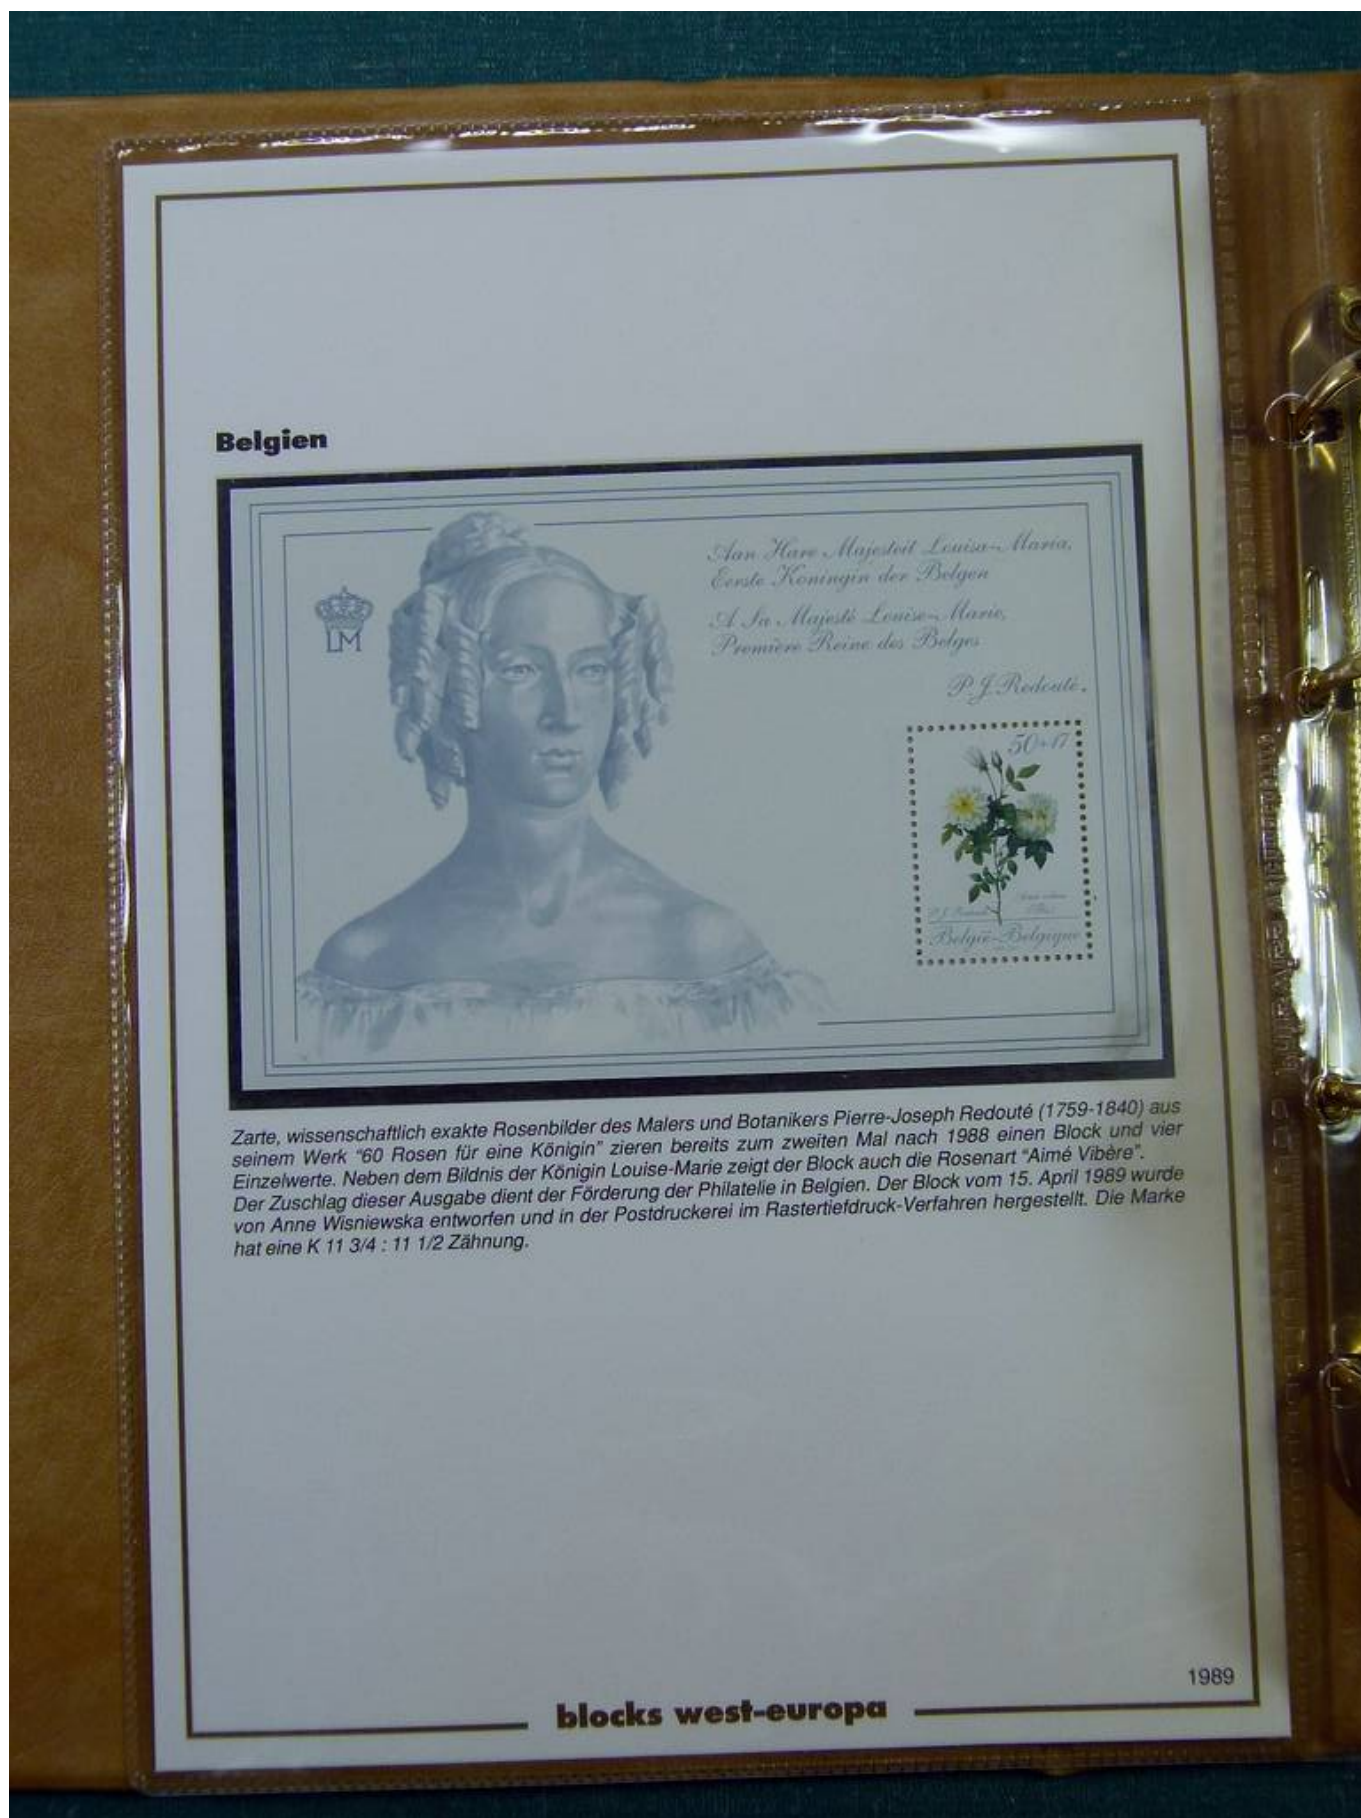 Belgien
LM
Aan Hare Majesteit Louisa-Maria,
Eerste Koningin der Belgen
A Sa Majesté Louise-Marie,
Première Reine des Belges
P. J. Redouté.
50+17
België-Belgique
Zarte, wissenschaftlich exakte Rosenbilder des Malers und Botanikers Pierre-Joseph Redouté (1759-1840) aus
seinem Werk “60 Rosen für eine Königin” zieren bereits zum zweiten Mal nach 1988 einen Block und vier
Einzelwerte. Neben dem Bildnis der Königin Louise-Marie zeigt der Block auch die Rosenart “Aimé Vibère”.
Der Zuschlag dieser Ausgabe dient der Förderung der Philatelie in Belgien. Der Block vom 15. April 1989 wurde
von Anne Wisniewska entworfen und in der Postdruckerei im Rastertiefdruck-Verfahren hergestellt. Die Marke
hat eine K 11 3/4 : 11 1/2 Zähnung.
1989
blocks west-europa